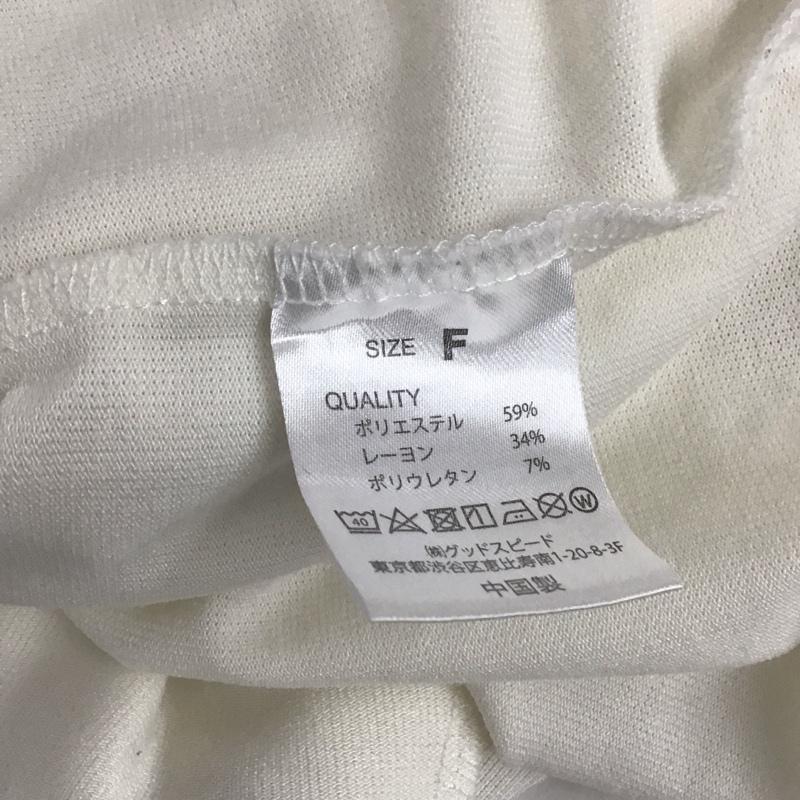 SIZE F
QUALITY
ポリエステル 59%
レーヨン 34%
ポリウレタン 7%
40 W
㈱グッドスピード
東京都渋谷区恵比寿南1-20-8-3F
中国製